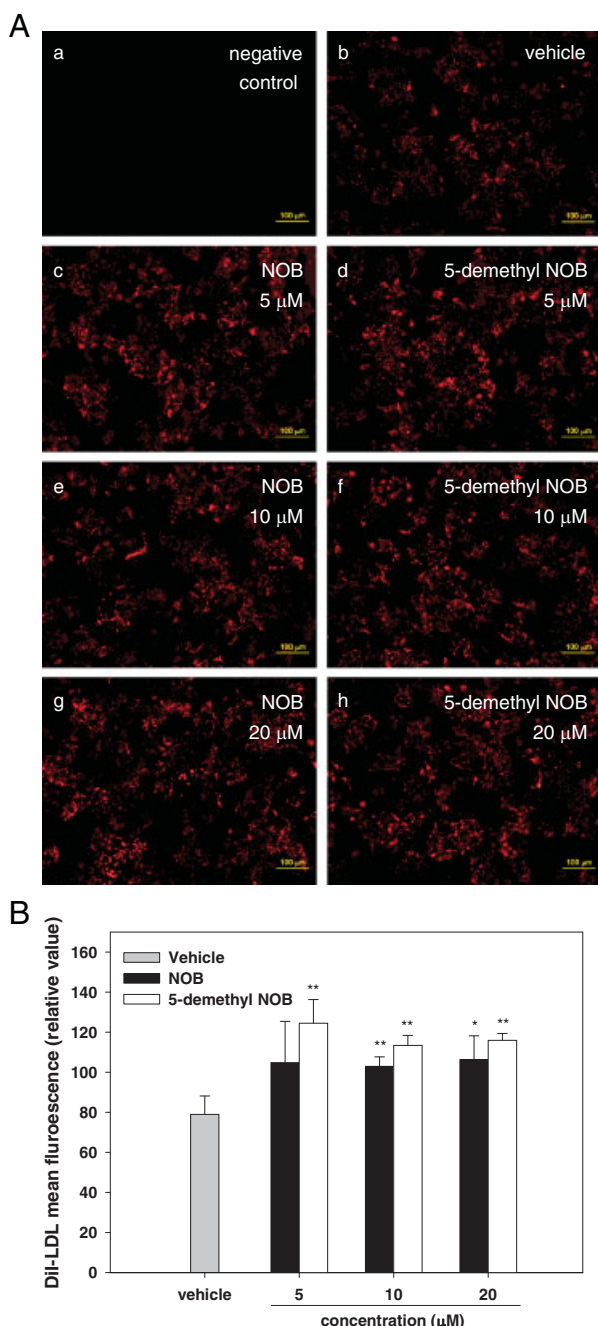 A
a
negative
control
100 μm
b
vehicle
100 μm
c
NOB
5 μM
100 μm
d
5-demethyl NOB
5 μM
100 μm
e
NOB
10 μM
100 μm
f
5-demethyl NOB
10 μM
100 μm
g
NOB
20 μM
100 μm
h
5-demethyl NOB
20 μM
100 μm
B
DiI-LDL mean fluroescence (relative value)
160
140
120
100
80
60
40
20
0
Vehicle
NOB
5-demethyl NOB
**
**
**
*
**
vehicle
5
10
20
concentration (μM)